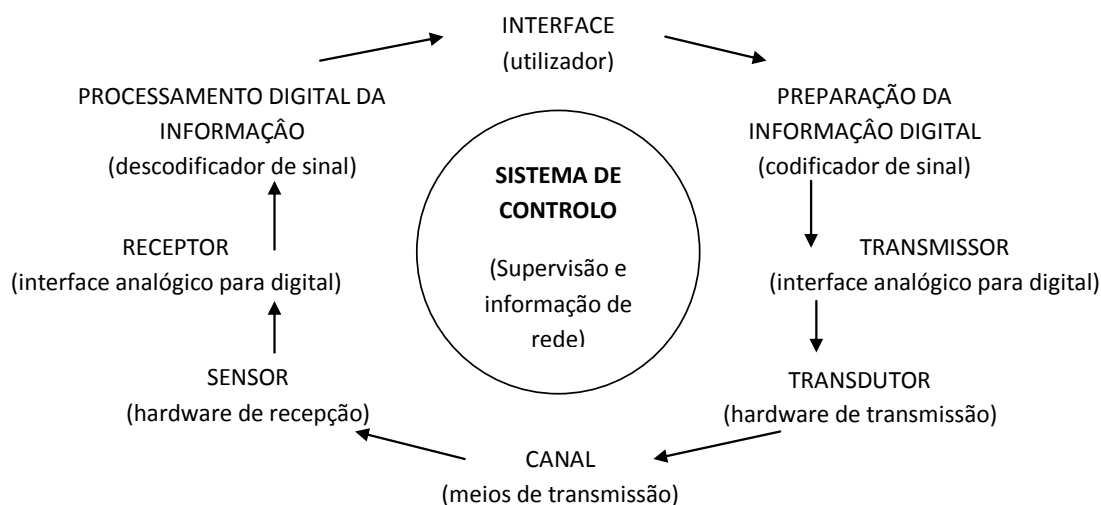 INTERFACE
(utilizador)
PROCESSAMENTO DIGITAL DA
INFORMAÇÂO
(descodificador de sinal)
PREPARAÇÃO DA
INFORMAÇÂO DIGITAL
(codificador de sinal)
SISTEMA DE
CONTROLO
(Supervisão e
informação de
rede)
RECEPTOR
(interface analógico para digital)
TRANSMISSOR
(interface analógico para digital)
SENSOR
(hardware de recepção)
TRANSDUTOR
(hardware de transmissão)
CANAL
(meios de transmissão)